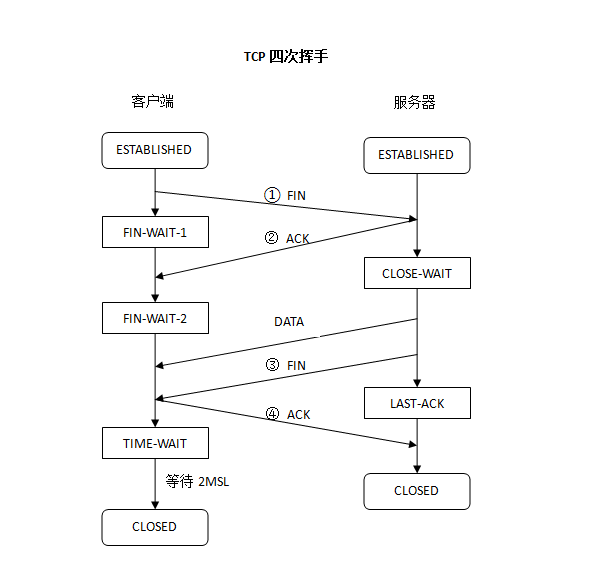 TCP 四次挥手
客户端
服务器
ESTABLISHED
ESTABLISHED
① FIN
FIN-WAIT-1
② ACK
CLOSE-WAIT
FIN-WAIT-2
DATA
③ FIN
LAST-ACK
④ ACK
TIME-WAIT
等待 2MSL
CLOSED
CLOSED